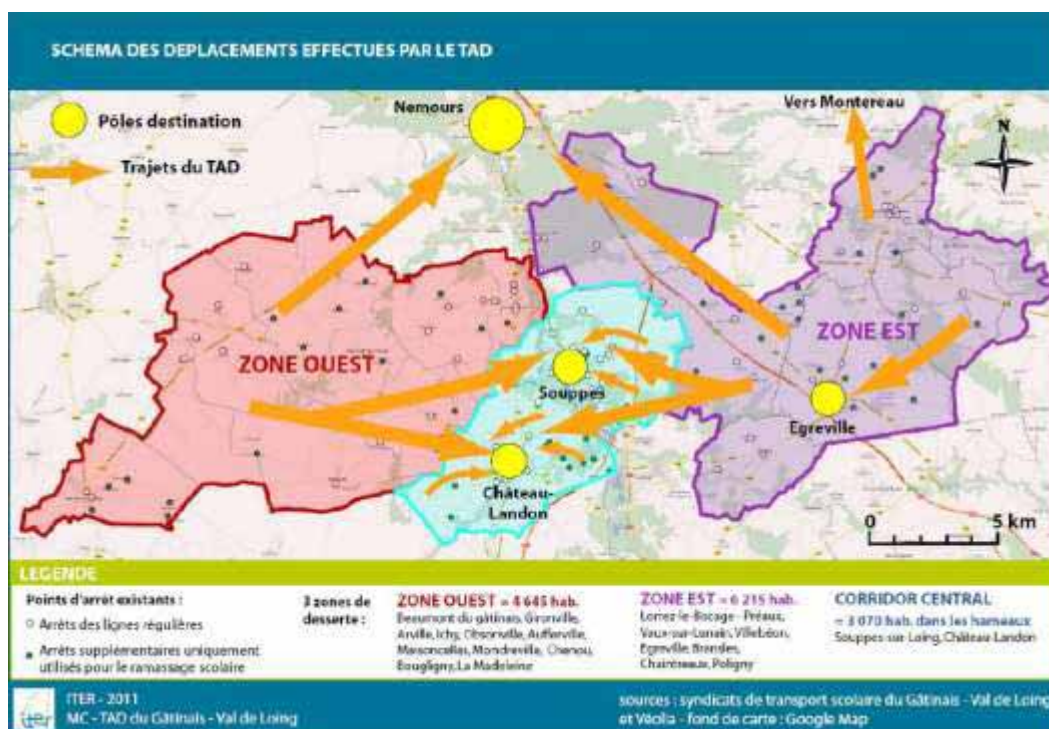 SCHEMA DES DEPLACEMENTS EFFECTUES PAR LE TAD
Nemours
Vers Montereau
Pôles destination
Trajets du TAD
N
ZONE OUEST
ZONE EST
Souppes
Egreville
Château-
Landon
0 5 km
LEGENDE
Points d'arrêt existants :
Arrêts des lignes régulières
Arrêts supplémentaires uniquement
utilisés pour le ramassage scolaire
3 zones de
desserte :
ZONE OUEST = 4 645 hab.
Beaumont du gâtinais, Gironville,
Arville, Ichy, Obsonville, Aufferville,
Maisoncelles, Mondreville, Chenou,
Bougligny, La Madeleine
ZONE EST = 6 215 hab.
Lorrez-le-Bocage - Préaux,
Vaux-sur-Lunain, Villebéon,
Egreville, Bransles,
Chaintréaux, Poligny
CORRIDOR CENTRAL
= 3 070 hab. dans les hameaux
Souppes-sur-Loing, Château-Landon
iter
ITER - 2011
MC - TAD du Gâtinais - Val de Loing
sources : syndicats de transport scolaire du Gâtinais - Val de Loing
et Véolia - fond de carte : Google Map